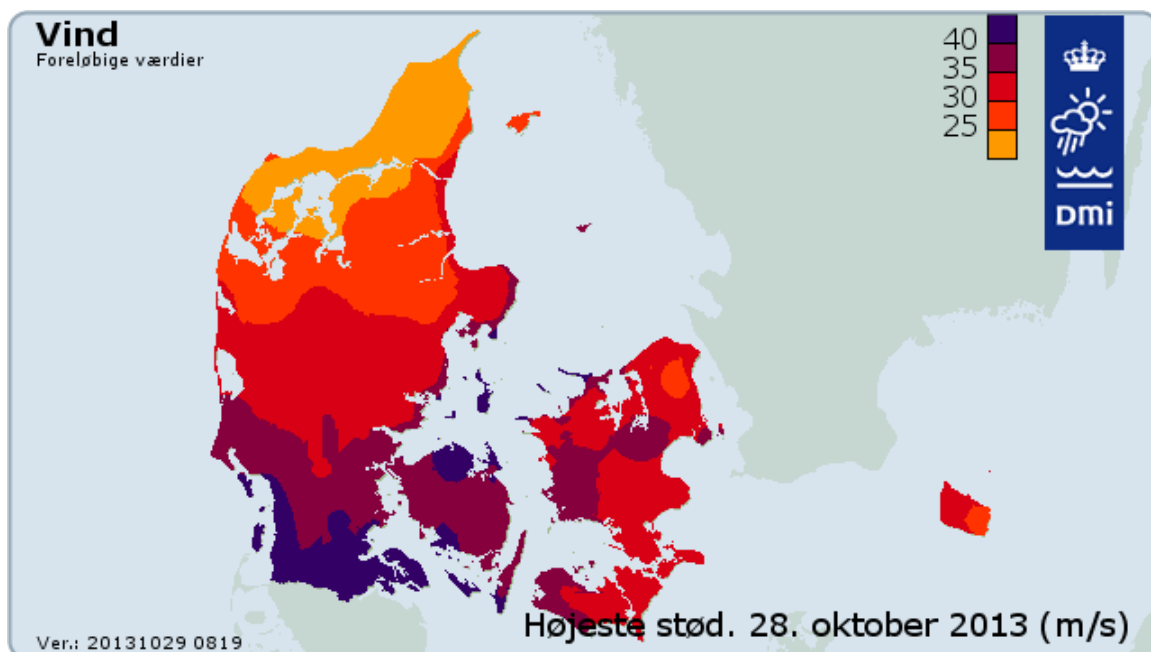 Vind
Foreløbige værdier
40
35
30
25
DMi
Højeste stød. 28. oktober 2013 (m/s)
Ver.: 20131029 0819